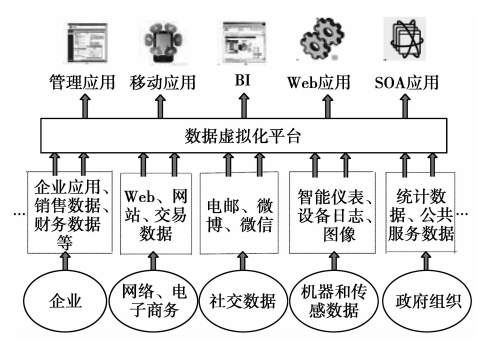 管理应用 移动应用 BI Web应用 SOA应用
数据虚拟化平台
企业应用、
销售数据、
财务数据
等
Web、网
站、交易
数据
电邮、微
博、微信
智能仪表、
设备日志、
图像
统计数
据、公共
服务数据
... ...
企业
网络、电
子商务
社交数据
机器和传
感数据
政府组织